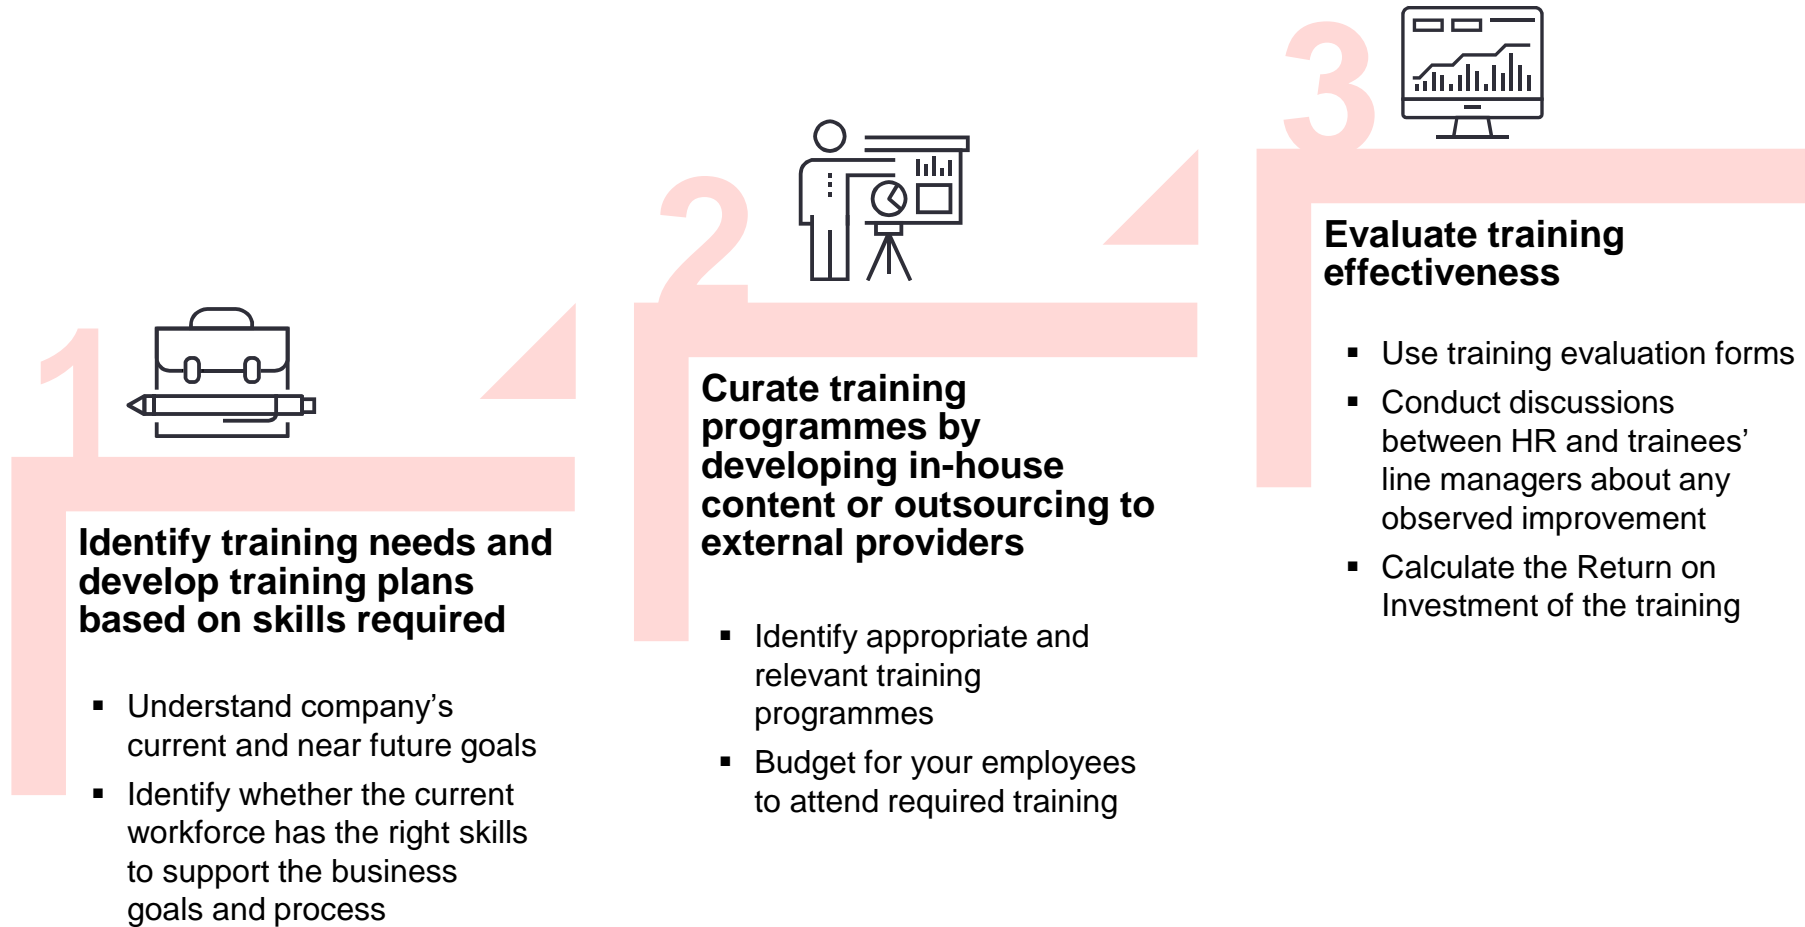 1
Identify training needs and
develop training plans
based on skills required
▪ Understand company’s
current and near future goals
▪ Identify whether the current
workforce has the right skills
to support the business
goals and process
2
Curate training
programmes by
developing in-house
content or outsourcing to
external providers
▪ Identify appropriate and
relevant training
programmes
▪ Budget for your employees
to attend required training
3
Evaluate training
effectiveness
▪ Use training evaluation forms
▪ Conduct discussions
between HR and trainees’
line managers about any
observed improvement
▪ Calculate the Return on
Investment of the training